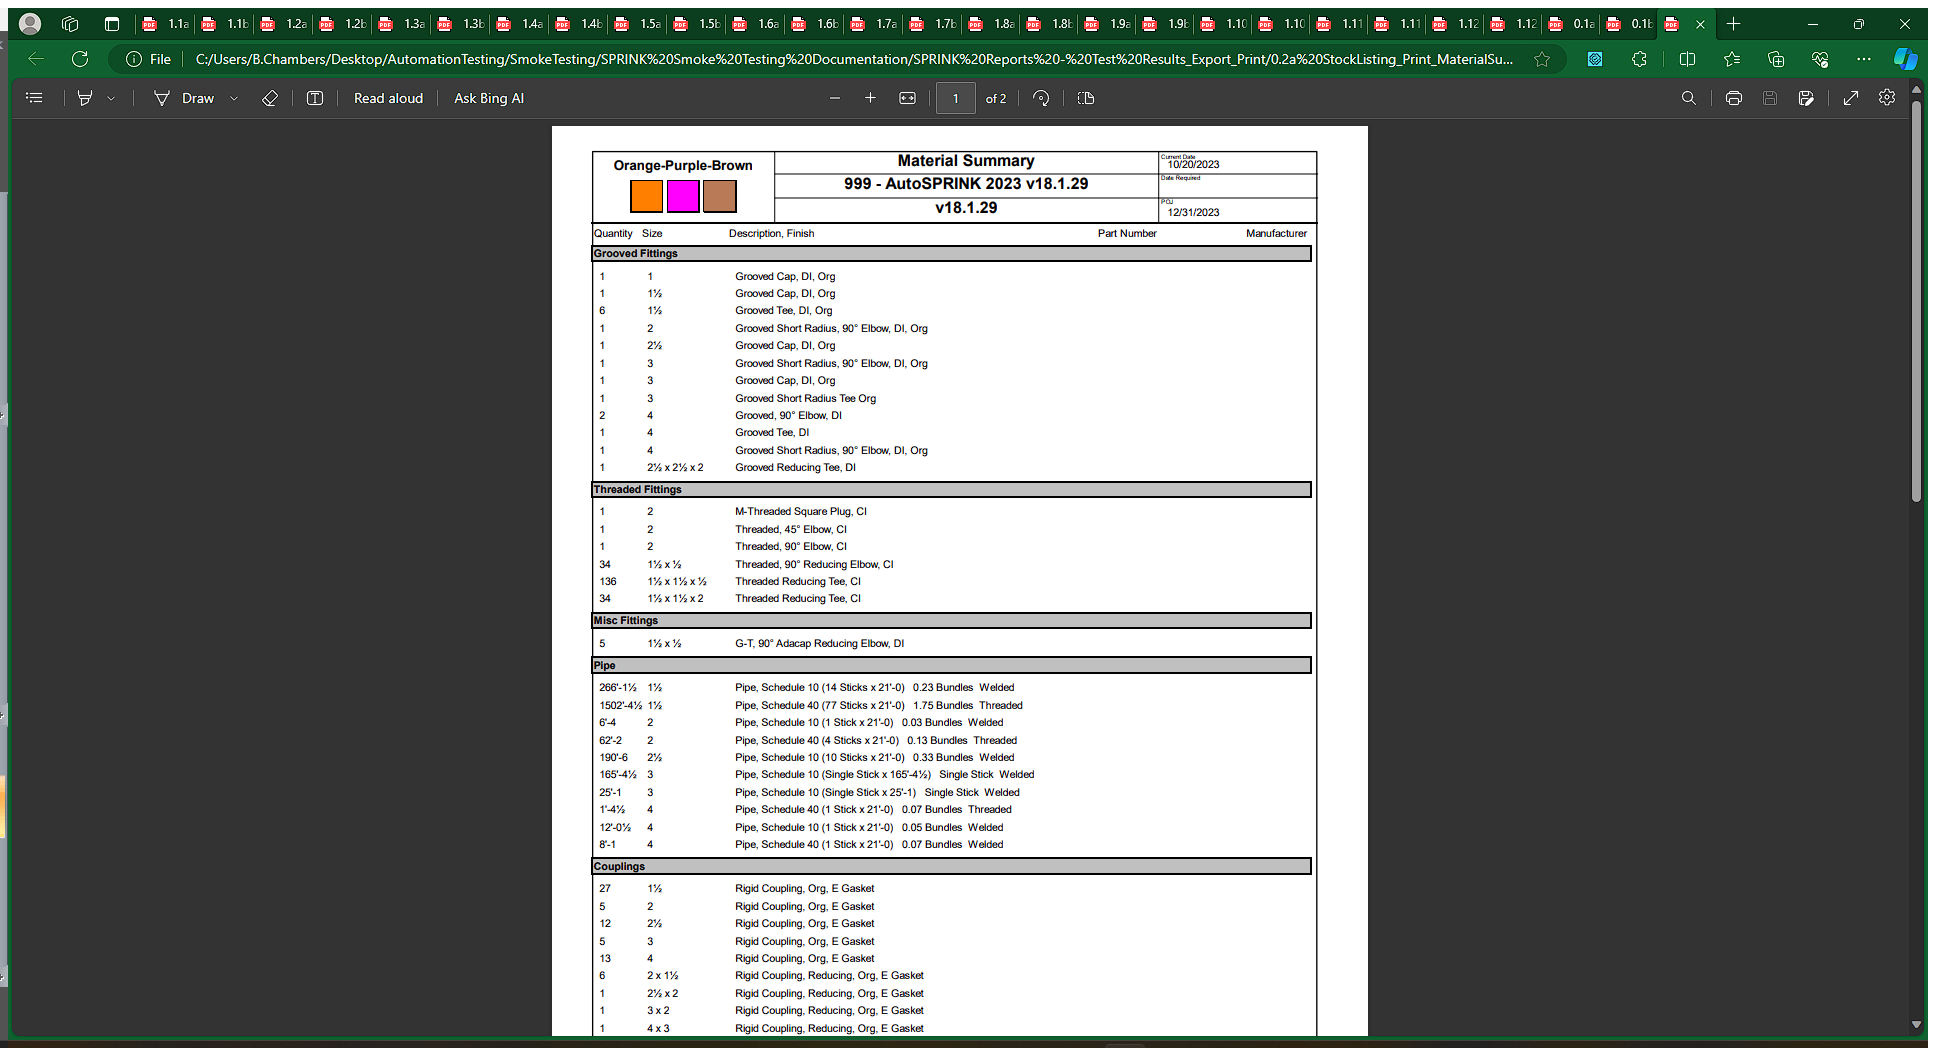 1.1a 1.1b 1.2a 1.2b 1.3a 1.3b 1.4a 1.4b 1.5a 1.5b 1.6a 1.6b 1.7a 1.7b 1.8a 1.8b 1.9a 1.9b 1.10 1.10 1.11 1.11 1.12 1.12 0.1a 0.1b
File C:/Users/B.Chambers/Desktop/AutomationTesting/SmokeTesting/SPRINK%20Smoke%20Testing%20Documentation/SPRINK%20Reports%20-%20Test%20Results_Export_Print/0.2a%20StockListing_Print_MaterialSu...
Draw Read aloud Ask Bing AI 1 of 2
Orange-Purple-Brown
Material Summary
999 - AutoSPRINK 2023 v18.1.29
v18.1.29
Current Date
10/20/2023
Date Required
POJ
12/31/2023
Quantity Size Description, Finish Part Number Manufacturer
Grooved Fittings
1 1 Grooved Cap, DI, Org
1 1½ Grooved Cap, DI, Org
6 1½ Grooved Tee, DI, Org
1 2 Grooved Short Radius, 90° Elbow, DI, Org
1 2½ Grooved Cap, DI, Org
1 3 Grooved Short Radius, 90° Elbow, DI, Org
1 3 Grooved Cap, DI, Org
1 3 Grooved Short Radius Tee Org
2 4 Grooved, 90° Elbow, DI
1 4 Grooved Tee, DI
1 4 Grooved Short Radius, 90° Elbow, DI, Org
1 2½ x 2½ x 2 Grooved Reducing Tee, DI
Threaded Fittings
1 2 M-Threaded Square Plug, CI
1 2 Threaded, 45° Elbow, CI
1 2 Threaded, 90° Elbow, CI
34 1½ x ½ Threaded, 90° Reducing Elbow, CI
136 1½ x 1½ x ½ Threaded Reducing Tee, CI
34 1½ x 1½ x 2 Threaded Reducing Tee, CI
Misc Fittings
5 1½ x ½ G-T, 90° Adacap Reducing Elbow, DI
Pipe
266'-1½ 1½ Pipe, Schedule 10 (14 Sticks x 21'-0) 0.23 Bundles Welded
1502'-4½ 1½ Pipe, Schedule 40 (77 Sticks x 21'-0) 1.75 Bundles Threaded
6'-4 2 Pipe, Schedule 10 (1 Stick x 21'-0) 0.03 Bundles Welded
62'-2 2 Pipe, Schedule 40 (4 Sticks x 21'-0) 0.13 Bundles Threaded
190'-6 2½ Pipe, Schedule 10 (10 Sticks x 21'-0) 0.33 Bundles Welded
165'-4½ 3 Pipe, Schedule 10 (Single Stick x 165'-4½) Single Stick Welded
25'-1 3 Pipe, Schedule 10 (Single Stick x 25'-1) Single Stick Welded
1'-4½ 4 Pipe, Schedule 40 (1 Stick x 21'-0) 0.07 Bundles Threaded
12'-0½ 4 Pipe, Schedule 10 (1 Stick x 21'-0) 0.05 Bundles Welded
8'-1 4 Pipe, Schedule 40 (1 Stick x 21'-0) 0.07 Bundles Welded
Couplings
27 1½ Rigid Coupling, Org, E Gasket
5 2 Rigid Coupling, Org, E Gasket
12 2½ Rigid Coupling, Org, E Gasket
5 3 Rigid Coupling, Org, E Gasket
13 4 Rigid Coupling, Org, E Gasket
6 2 x 1½ Rigid Coupling, Reducing, Org, E Gasket
1 2½ x 2 Rigid Coupling, Reducing, Org, E Gasket
1 3 x 2 Rigid Coupling, Reducing, Org, E Gasket
1 4 x 3 Rigid Coupling, Reducing, Org, E Gasket